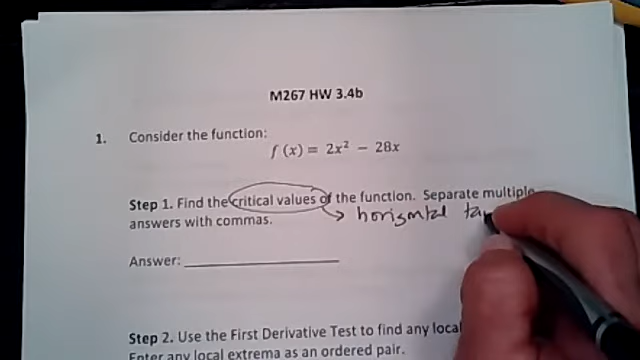 M267 HW 3.4b
1. Consider the function:
f (x) = 2x² − 28x
Step 1. Find the critical values of the function. Separate multiple
answers with commas. → horizontal tan
Answer:
Step 2. Use the First Derivative Test to find any local
Enter any local extrema as an ordered pair.